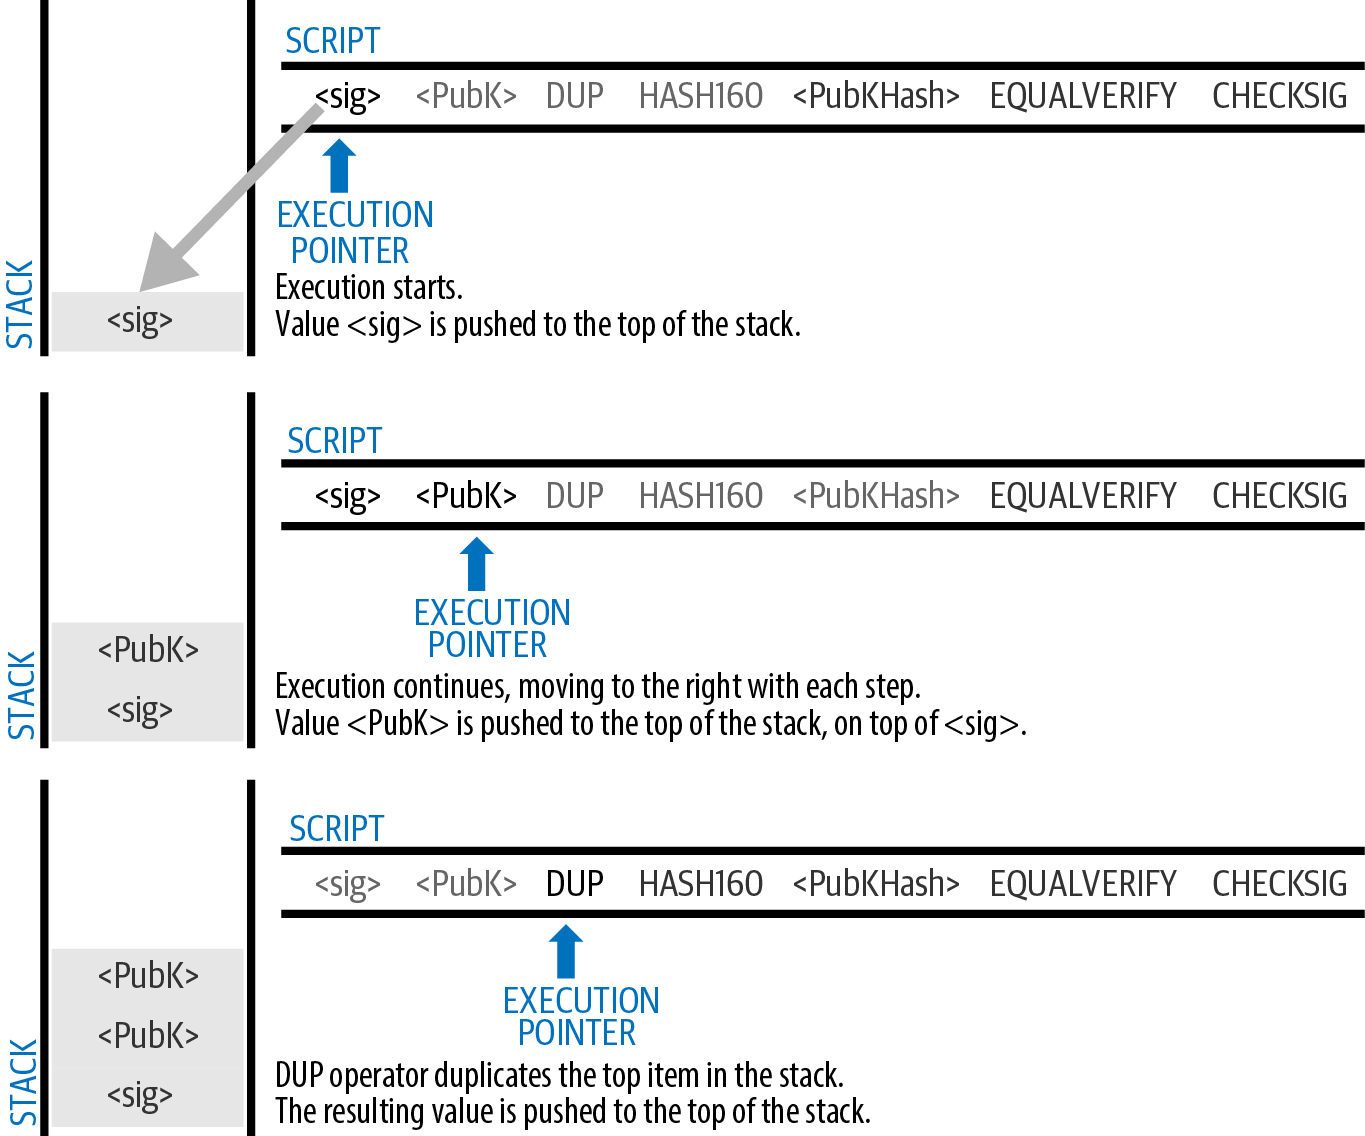 SCRIPT
<sig> <PubK> DUP HASH160 <PubKHash> EQUALVERIFY CHECKSIG
EXECUTION
POINTER
Execution starts.
Value <sig> is pushed to the top of the stack.
STACK
<sig>
SCRIPT
<sig> <PubK> DUP HASH160 <PubKHash> EQUALVERIFY CHECKSIG
EXECUTION
POINTER
Execution continues, moving to the right with each step.
Value <PubK> is pushed to the top of the stack, on top of <sig>.
STACK
<PubK>
<sig>
SCRIPT
<sig> <PubK> DUP HASH160 <PubKHash> EQUALVERIFY CHECKSIG
EXECUTION
POINTER
DUP operator duplicates the top item in the stack.
The resulting value is pushed to the top of the stack.
STACK
<PubK>
<PubK>
<sig>